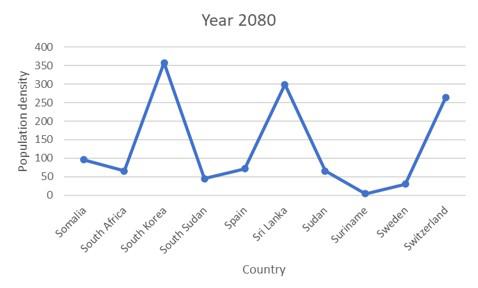 Year 2080
Population density
400
350
300
250
200
150
100
50
0
Somalia
South Africa
South Korea
South Sudan
Spain
Sri Lanka
Sudan
Suriname
Sweden
Switzerland
Country